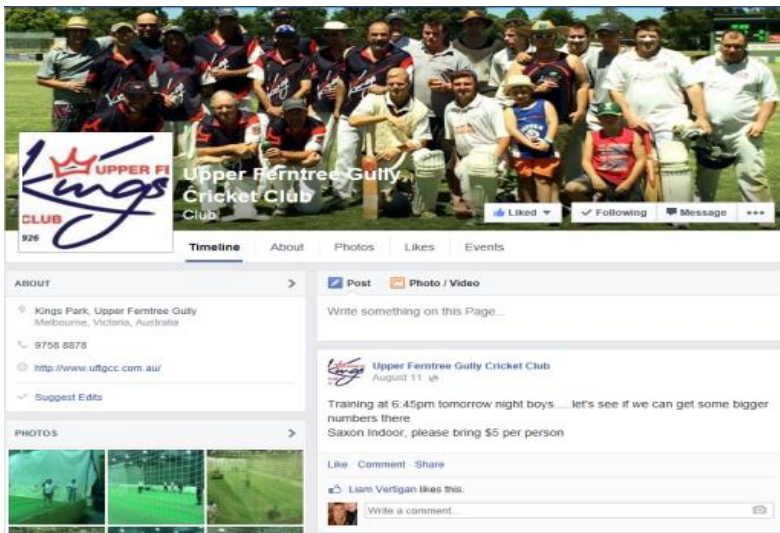 UPPER FE
Kings
CLUB
926
Upper Ferntree Gully
Cricket Club
Club
Liked
Following
Message
Timeline
About
Photos
Likes
Events
ABOUT
Kings Park, Upper Ferntree Gully
Melbourne, Victoria, Australia
9758 8878
http://www.uftgcc.com.au/
Suggest Edits
PHOTOS
Post
Photo / Video
Write something on this Page...
Upper Ferntree Gully Cricket Club
August 11
Training at 6:45pm tomorrow night boys.....let's see if we can get some bigger
numbers there
Saxon Indoor, please bring $5 per person
Like · Comment · Share
Liam Vertigan likes this.
Write a comment...